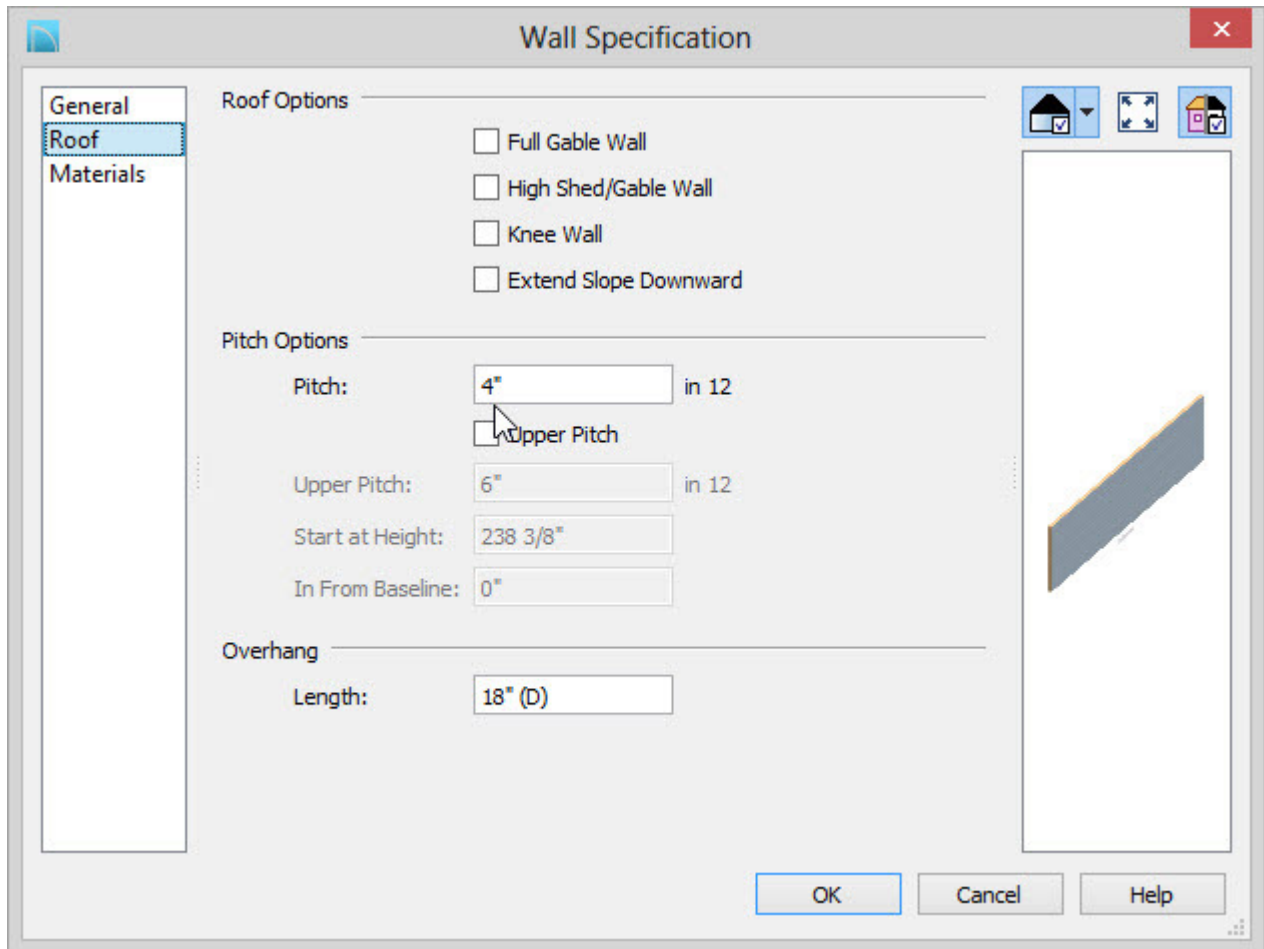 Wall Specification
General
Roof
Materials
Roof Options
Full Gable Wall
High Shed/Gable Wall
Knee Wall
Extend Slope Downward
Pitch Options
Pitch: 4" in 12
Upper Pitch
Upper Pitch: 6" in 12
Start at Height: 238 3/8"
In From Baseline: 0"
Overhang
Length: 18" (D)
OK Cancel Help